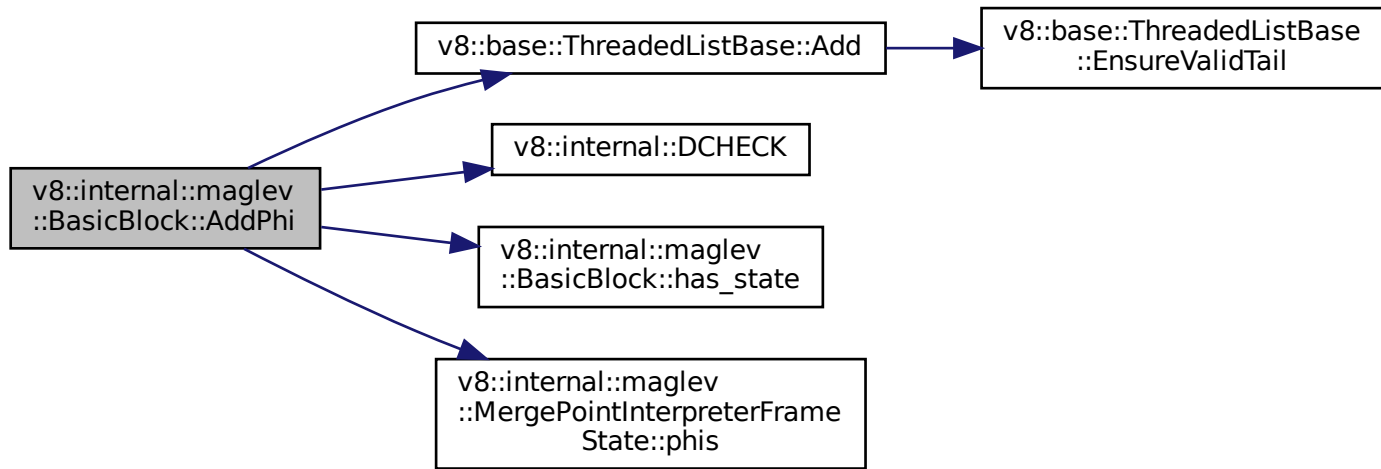 v8::base::ThreadedListBase::Add
v8::base::ThreadedListBase
::EnsureValidTail
v8::internal::DCHECK
v8::internal::maglev
::BasicBlock::AddPhi
v8::internal::maglev
::BasicBlock::has_state
v8::internal::maglev
::MergePointInterpreterFrame
State::phis